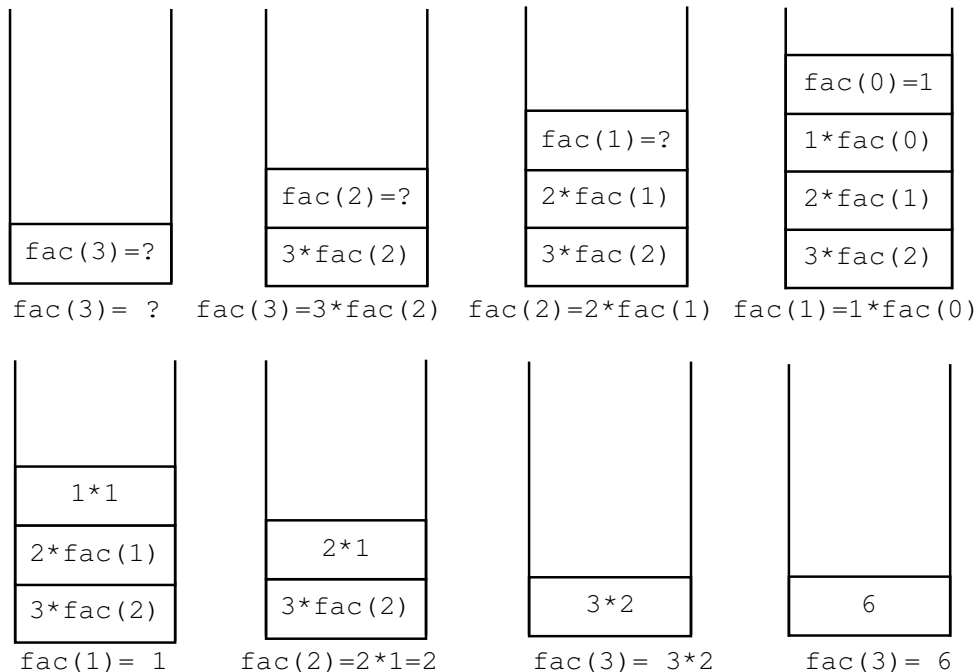 fac(3)=?
fac(3)= ?
fac(2)=?
3*fac(2)
fac(3)=3*fac(2)
fac(1)=?
2*fac(1)
3*fac(2)
fac(2)=2*fac(1)
fac(0)=1
1*fac(0)
2*fac(1)
3*fac(2)
fac(1)=1*fac(0)
1*1
2*fac(1)
3*fac(2)
fac(1)= 1
2*1
3*fac(2)
fac(2)=2*1=2
3*2
fac(3)= 3*2
6
fac(3)= 6